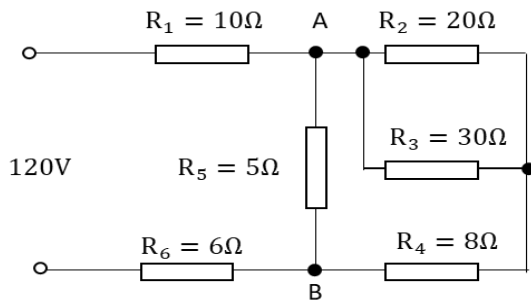 R₁ = 10Ω
A
R₂ = 20Ω
R₃ = 30Ω
120V
R₅ = 5Ω
R₆ = 6Ω
R₄ = 8Ω
B